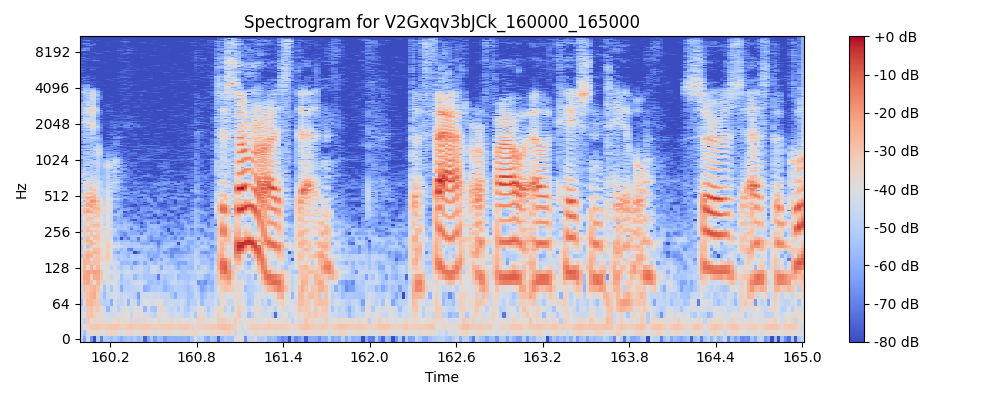 Spectrogram for V2Gxqv3bJCk_160000_165000
Hz
8192
4096
2048
1024
512
256
128
64
0
160.2 160.8 161.4 162.0 162.6 163.2 163.8 164.4 165.0
Time
+0 dB
-10 dB
-20 dB
-30 dB
-40 dB
-50 dB
-60 dB
-70 dB
-80 dB